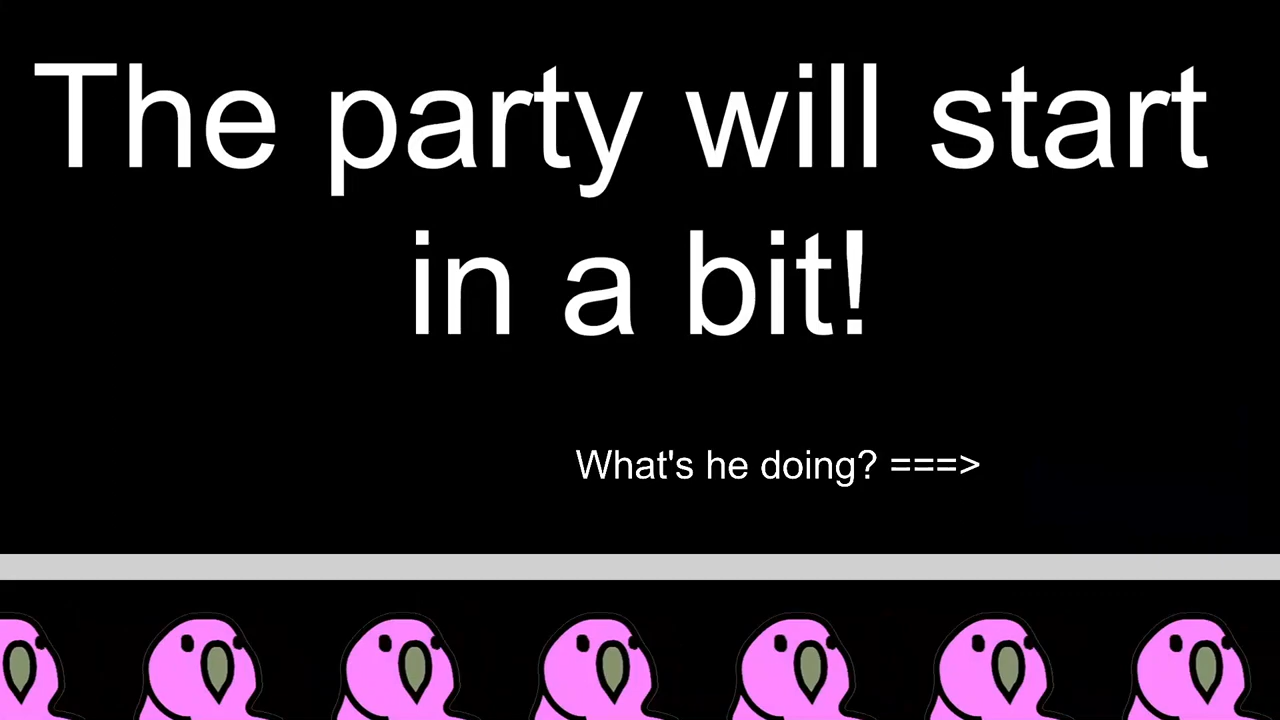 The party will start
in a bit!
What's he doing? ===>